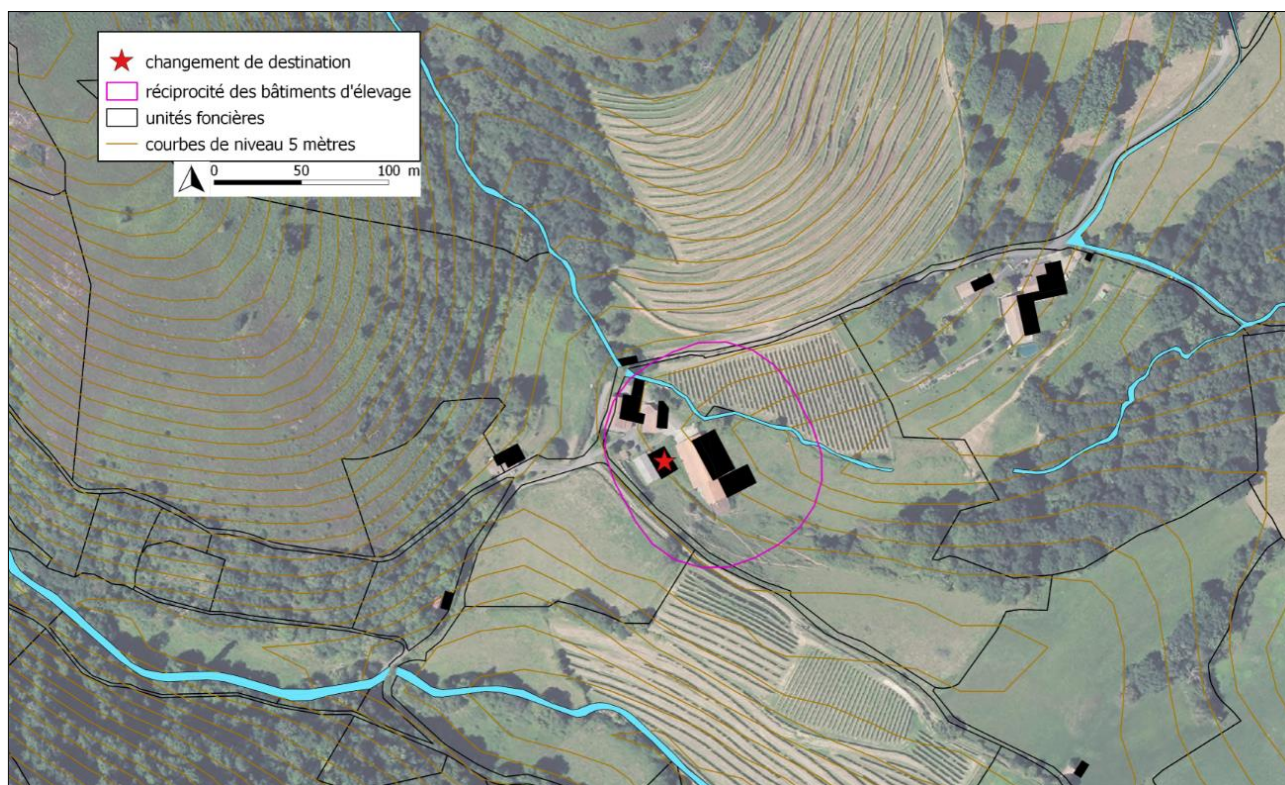 changement de destination
réciprocité des bâtiments d'élevage
unités foncières
courbes de niveau 5 mètres
0 50 100 m